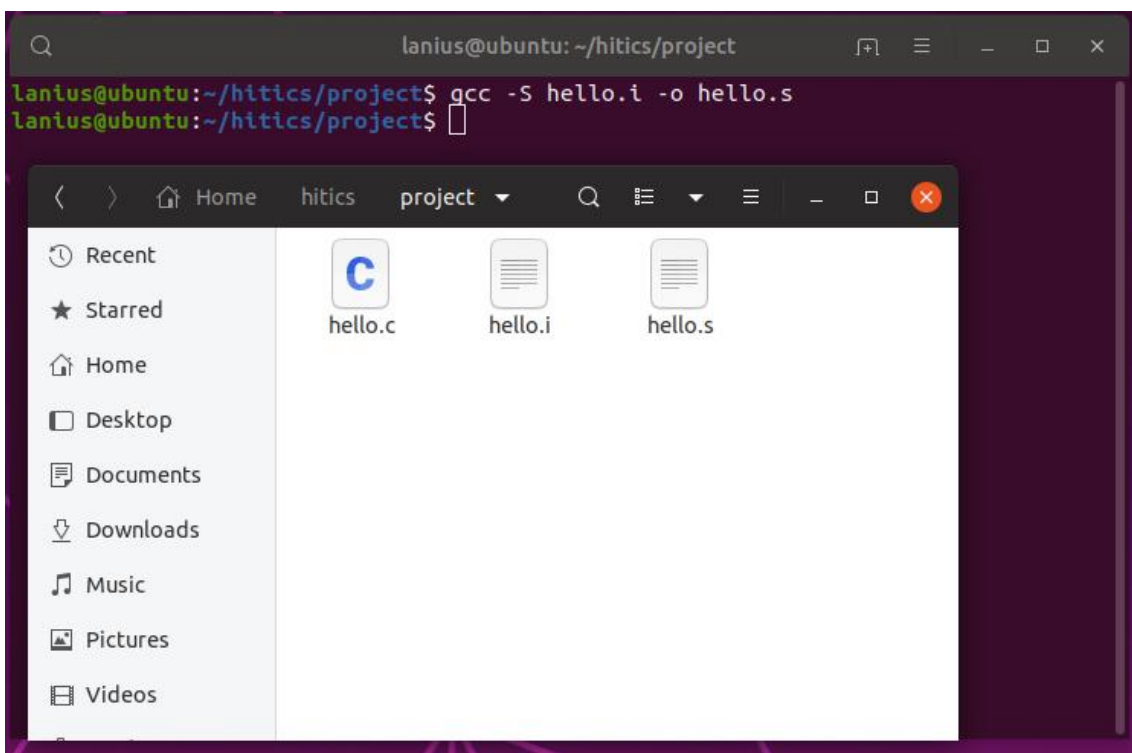 lanius@ubuntu: ~/hitics/project
lanius@ubuntu:~/hitics/project$ gcc -S hello.i -o hello.s
lanius@ubuntu:~/hitics/project$
Home hitics project
Recent
Starred
Home
Desktop
Documents
Downloads
Music
Pictures
Videos
C
hello.c hello.i hello.s